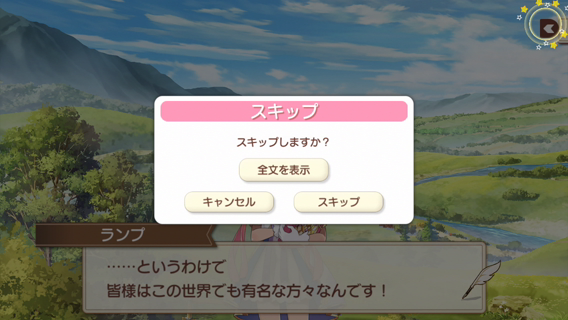 スキップ
スキップしますか？
全文を表示
キャンセル
スキップ
ランプ
……というわけで
皆様はこの世界でも有名な方々なんです！